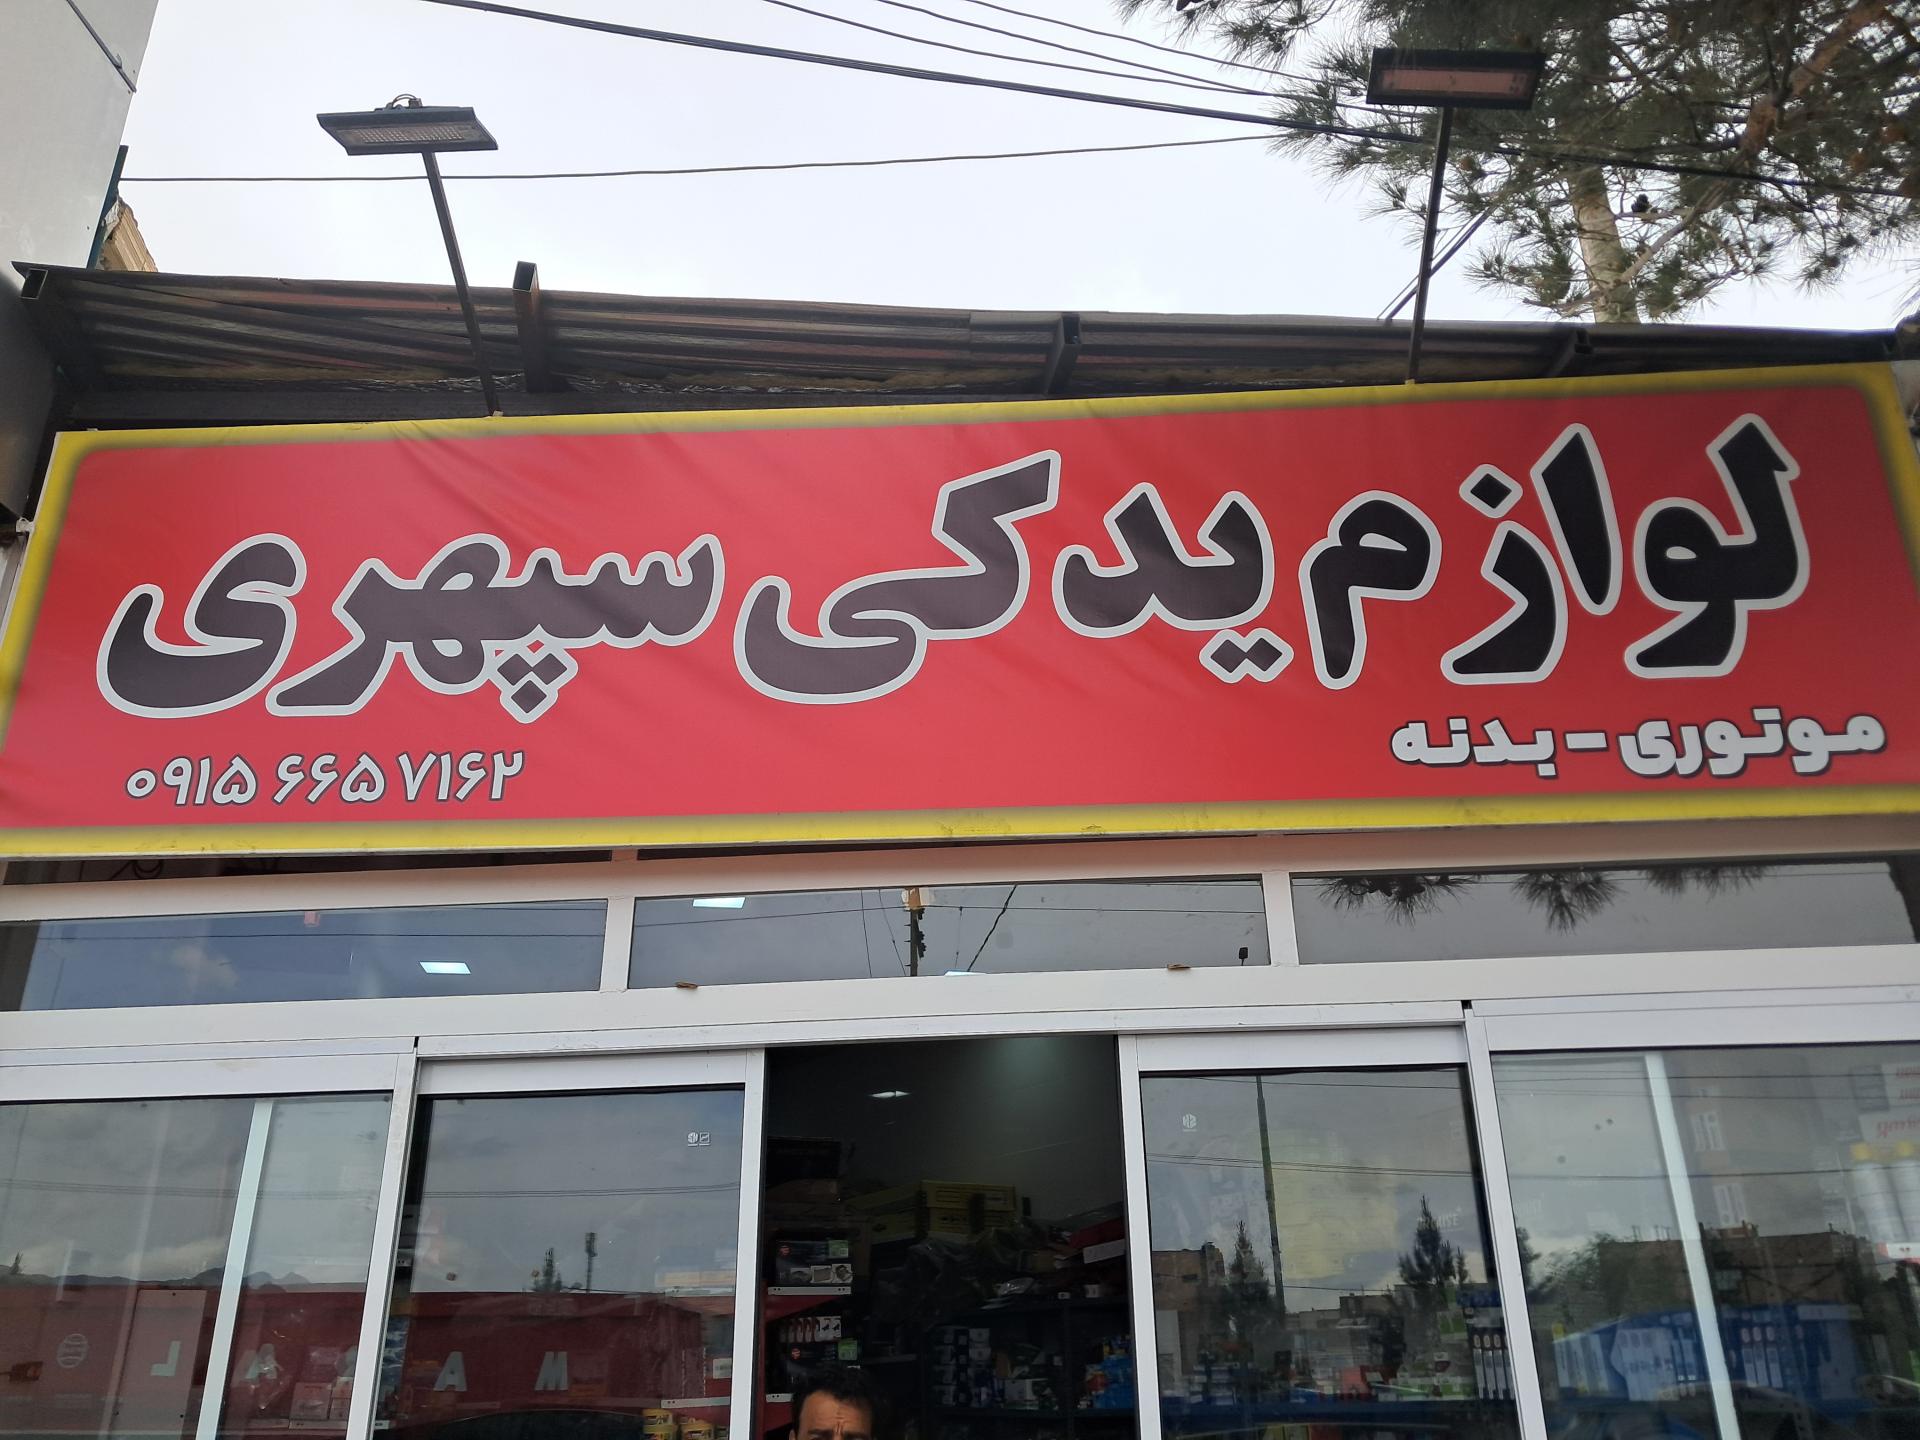 لوازم یدکی سپهری
موتوری - بدنه
۰۹۱۵ ۶۶۵ ۷۱۶۲